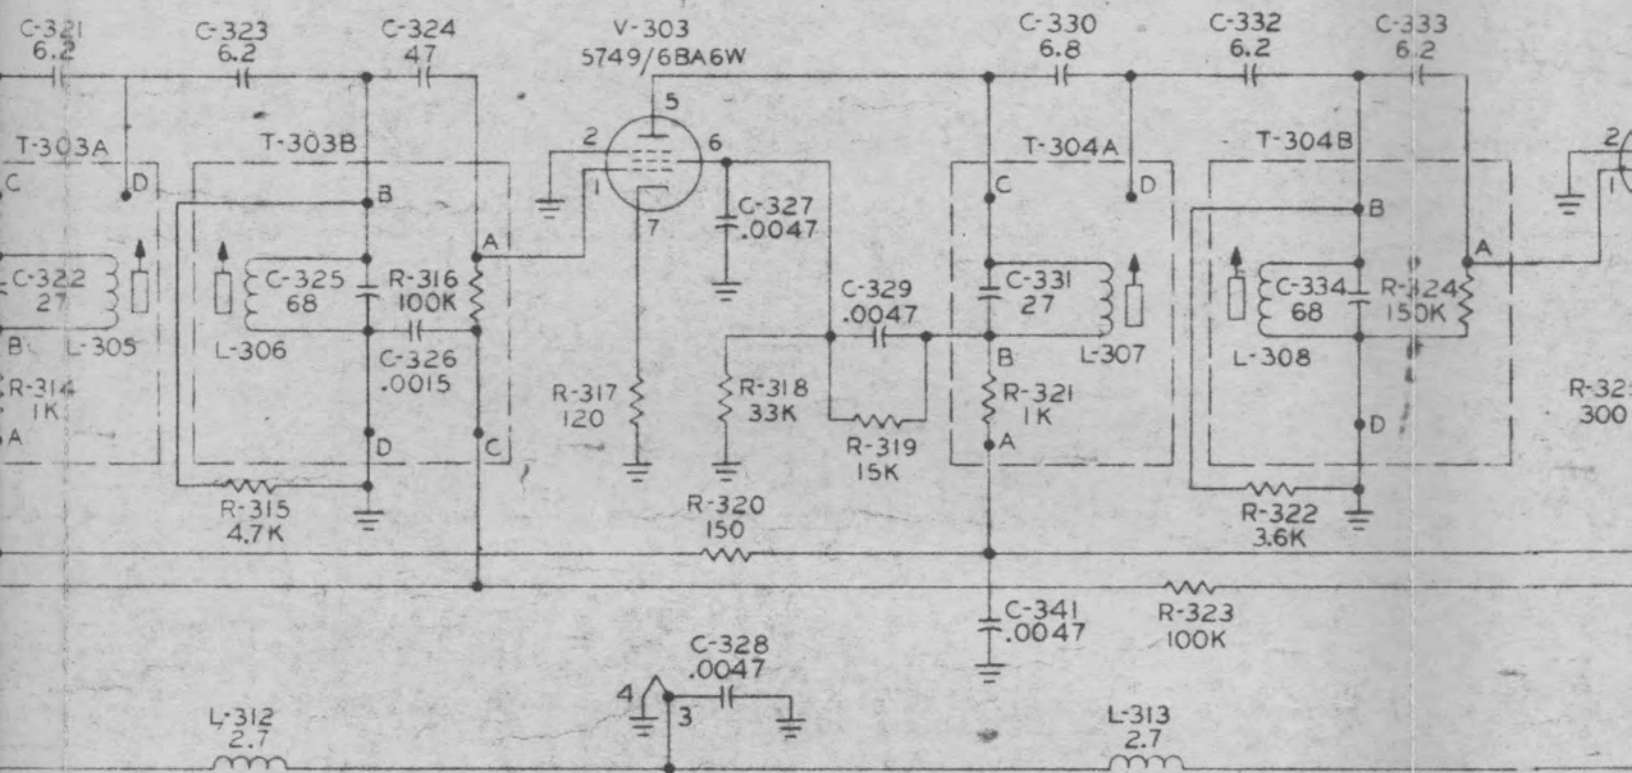 C-321
6.2
C-323
6.2
C-324
47
V-303
5749/6BA6W
C-330
6.8
C-332
6.2
C-333
6.2
T-303A
T-303B
5
2
6
1
7
T-304A
T-304B
2
1
C
D
B
A
C-327
.0047
C
D
B
A
C-322
27
C-325
68
R-316
100K
C-329
.0047
C-331
27
C-334
68
R-324
150K
B
L-305
L-306
C-326
.0015
B
L-307
L-308
R-314
1K
A
R-317
120
R-318
33K
R-319
15K
R-321
1K
A
R-325
300
D
C
D
R-315
4.7K
R-320
150
R-322
3.6K
C-341
.0047
R-323
100K
C-328
.0047
4
3
L-312
2.7
L-313
2.7